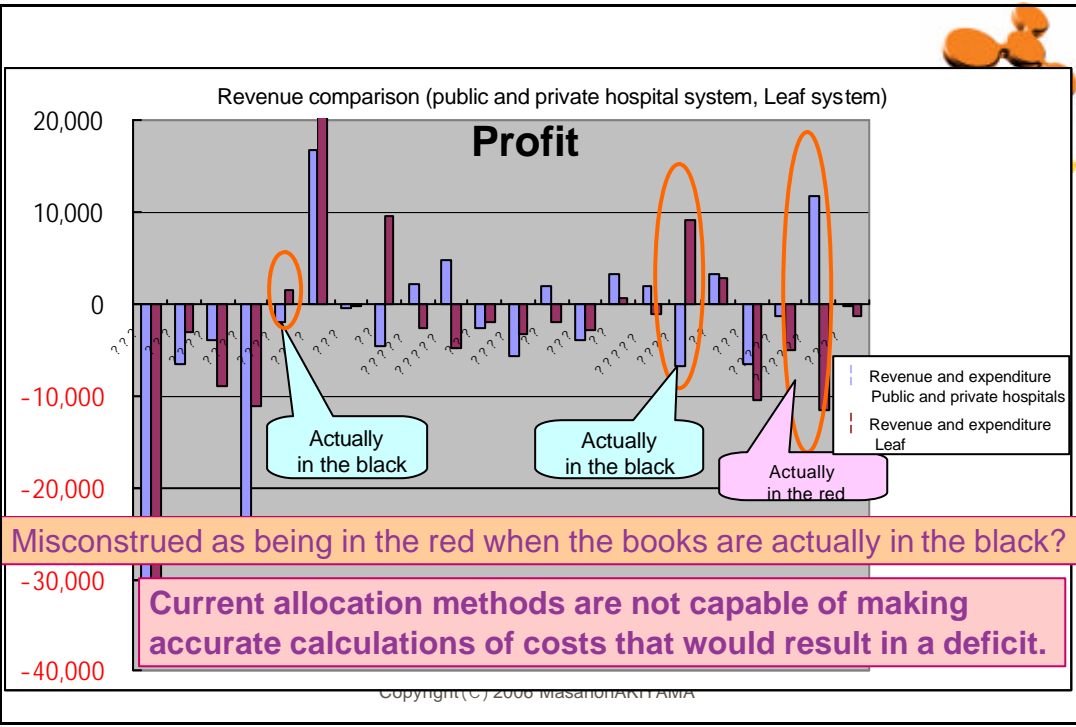 Revenue comparison (public and private hospital system, Leaf system)
Profit
20,000
10,000
0
-10,000
-20,000
-30,000
-40,000
? ? ?
? ? ? ?
? ? ? ?
? ? ? ?
? ? ? ?
? ? ?
? ? ?
? ? ? ?
? ? ? ? ?
? ? ? ? ?
? ? ? ?
? ? ? ?
? ? ?
? ? ? ?
? ? ? ? ?
? ? ? ?
? ? ? ?
? ? ?
? ? ?
? ? ? ? ?
? ? ? ?
Actually
in the black
Actually
in the black
Actually
in the red
Revenue and expenditure
Public and private hospitals
Revenue and expenditure
Leaf
Misconstrued as being in the red when the books are actually in the black?
Current allocation methods are not capable of making
accurate calculations of costs that would result in a deficit.
Copyright (C) 2006 MasanoriAKIYAMA